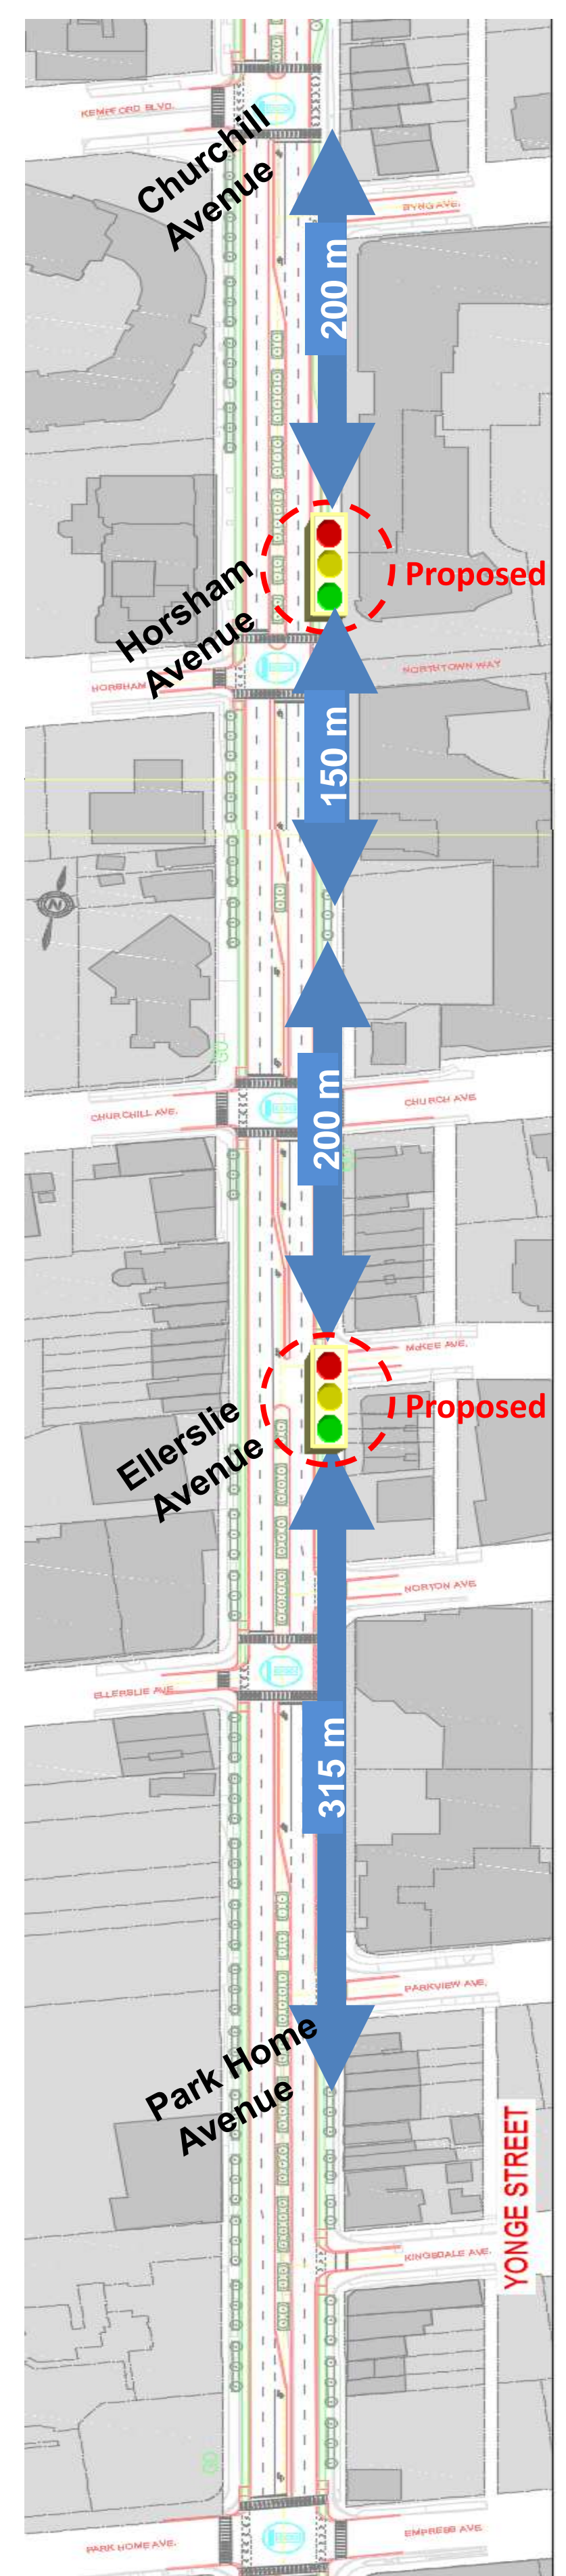 KEMPFORD BLVD.
Churchill
Avenue
BYNG AVE.
200 m
Horsham
Avenue
Proposed
HORSHAM
NORTHTOWN WAY
150 m
N
CHURCHILL AVE.
CHURCH AVE
200 m
McKEE AVE.
Ellerslie
Avenue
Proposed
NORTON AVE
ELLERSLIE AVE
315 m
PARKVIEW AVE.
Park Home
Avenue
YONGE STREET
KINGSDALE AVE.
PARK HOME AVE.
EMPRESS AVE